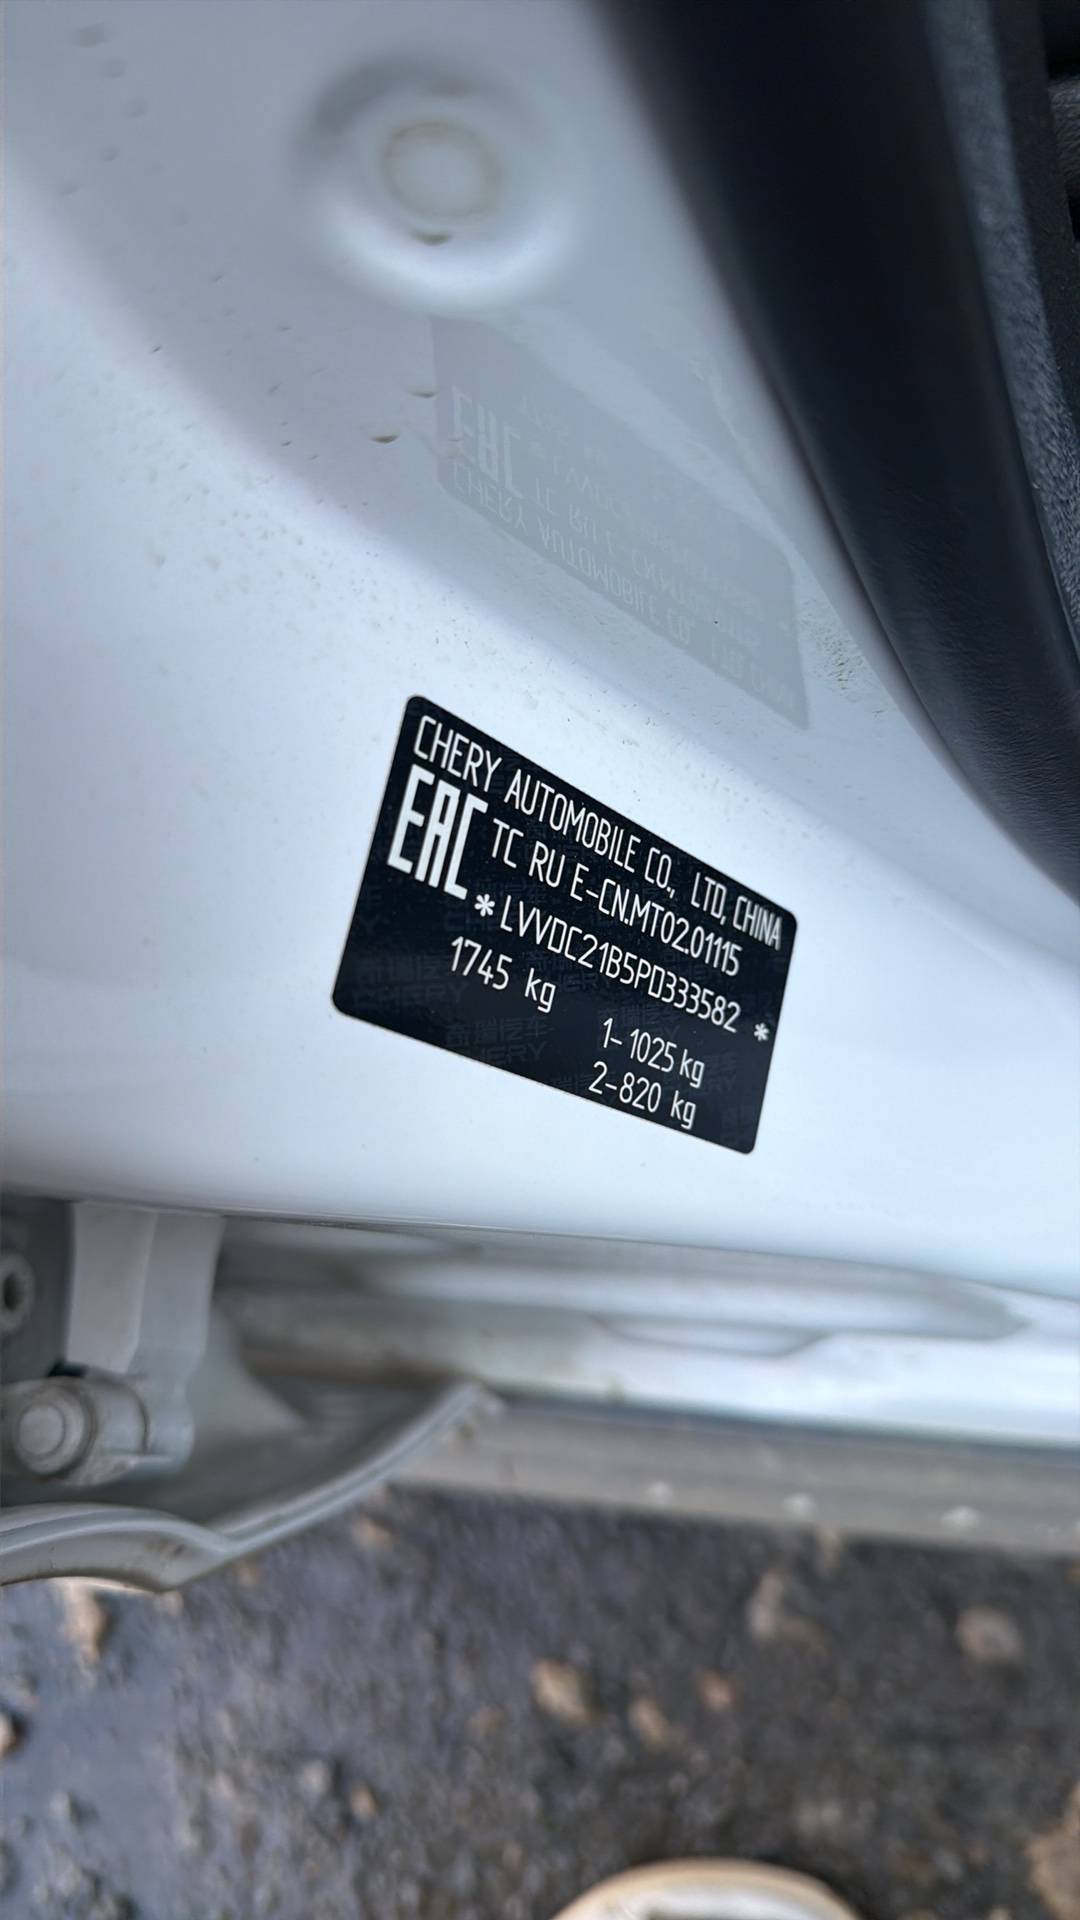 CHERY AUTOMOBILE CO., LTD, CHINA
EAC TC RU E-CN.MT02.01115
*LVVDC21B5PD333582*
1745 kg
1-1025 kg
2-820 kg